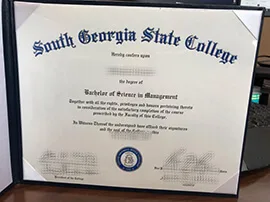 South Georgia State College
Hereby confers upon
the degree of
Bachelor of Science in Management
Together with all the rights, privileges and honors pertaining thereto
in consideration of the satisfactory completion of the course
prescribed by the Faculty of this College.
In Witness Thereof the undersigned have affixed their signatures
and the seal of the